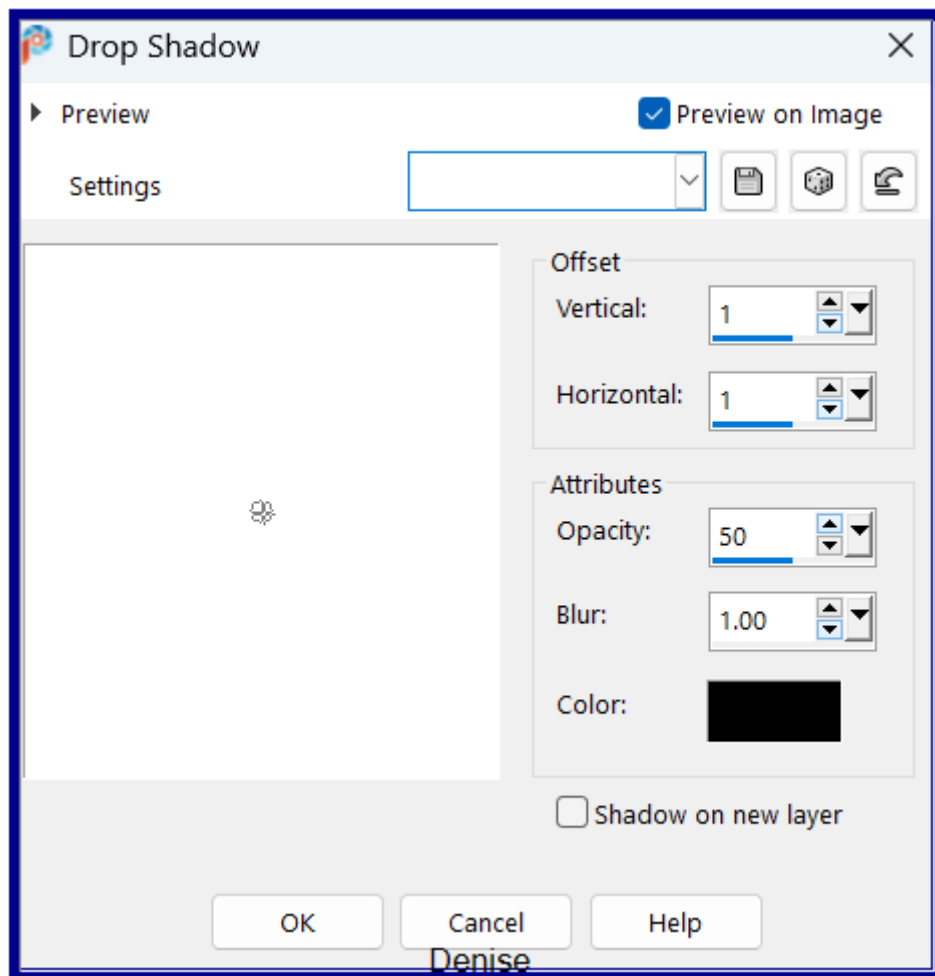 Drop Shadow
Preview
Preview on Image
Settings
Offset
Vertical: 1
Horizontal: 1
Attributes
Opacity: 50
Blur: 1.00
Color:
Shadow on new layer
OK Cancel Help
Denise